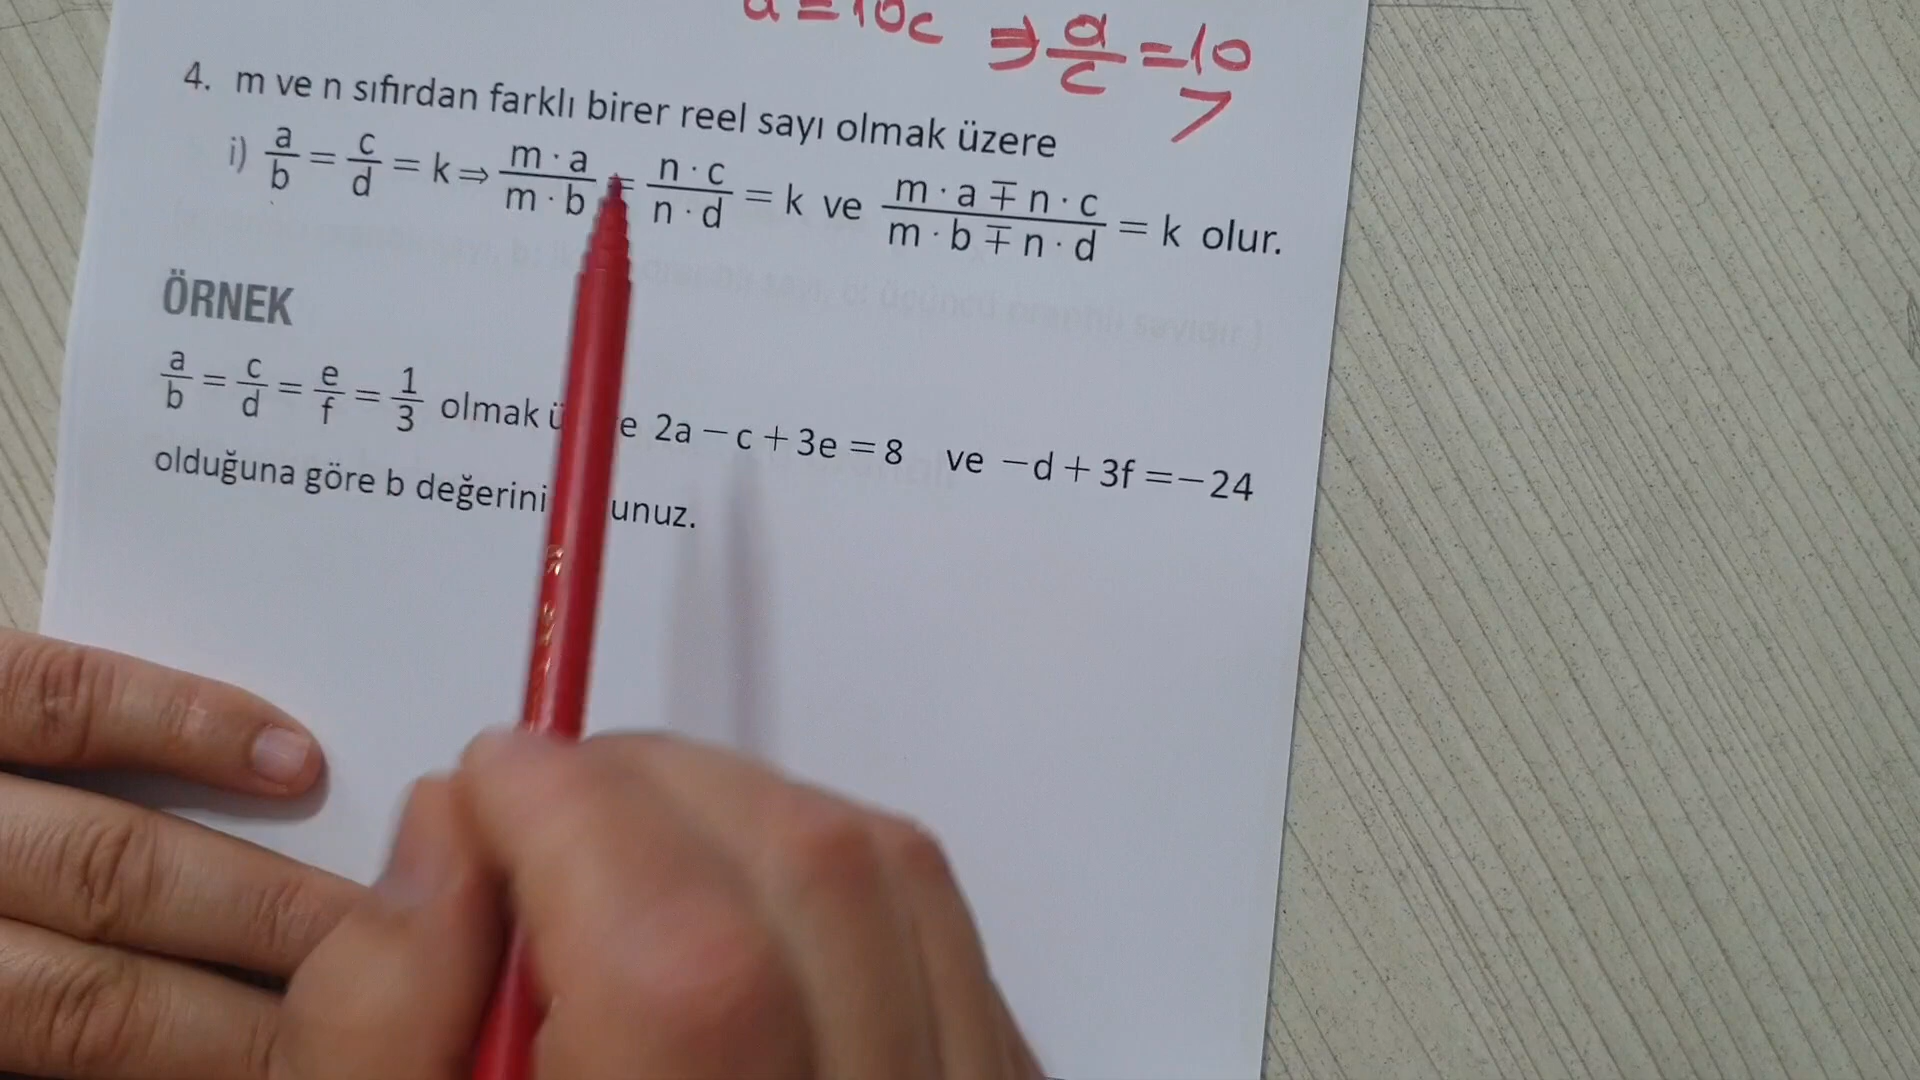 = 10c ⇒ a/c = 10
7
4. m ve n sıfırdan farklı birer reel sayı olmak üzere
i) a/b = c/d = k ⇒ m · a/m · b = n · c/n · d = k ve m · a ∓ n · c/m · b ∓ n · d = k olur.
ÖRNEK
a/b = c/d = e/f = 1/3 olmak 2a − c + 3e = 8 ve −d + 3f = −24
olduğuna göre b değerini